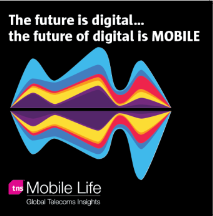 The future is digital...
the future of digital is MOBILE
tns Mobile Life
Global Telecoms Insights